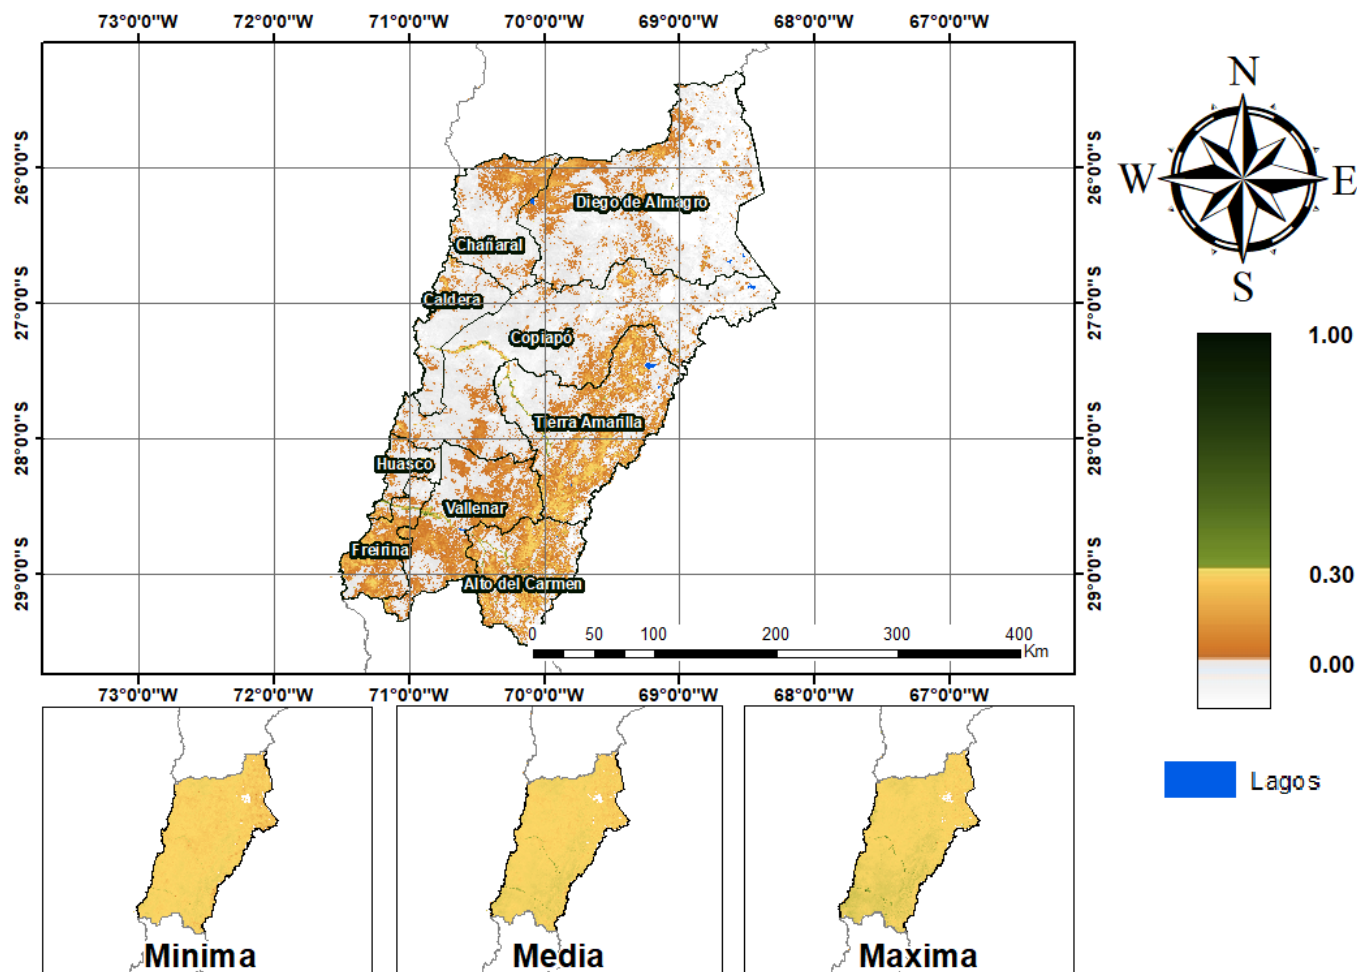 73°0'0"W 72°0'0"W 71°0'0"W 70°0'0"W 69°0'0"W 68°0'0"W 67°0'0"W
N
W E
S
26°0'0"S 26°0'0"S
27°0'0"S 27°0'0"S
28°0'0"S 28°0'0"S
29°0'0"S 29°0'0"S
Diego de Almagro
Chañaral
Caldera
Copiapó
Tierra Amarilla
Huasco
Vallenar
Freirina
Alto del Carmen
0 50 100 200 300 400
Km
73°0'0"W 72°0'0"W 71°0'0"W 70°0'0"W 69°0'0"W 68°0'0"W 67°0'0"W
1.00
0.30
0.00
Lagos
Minima Media Maxima